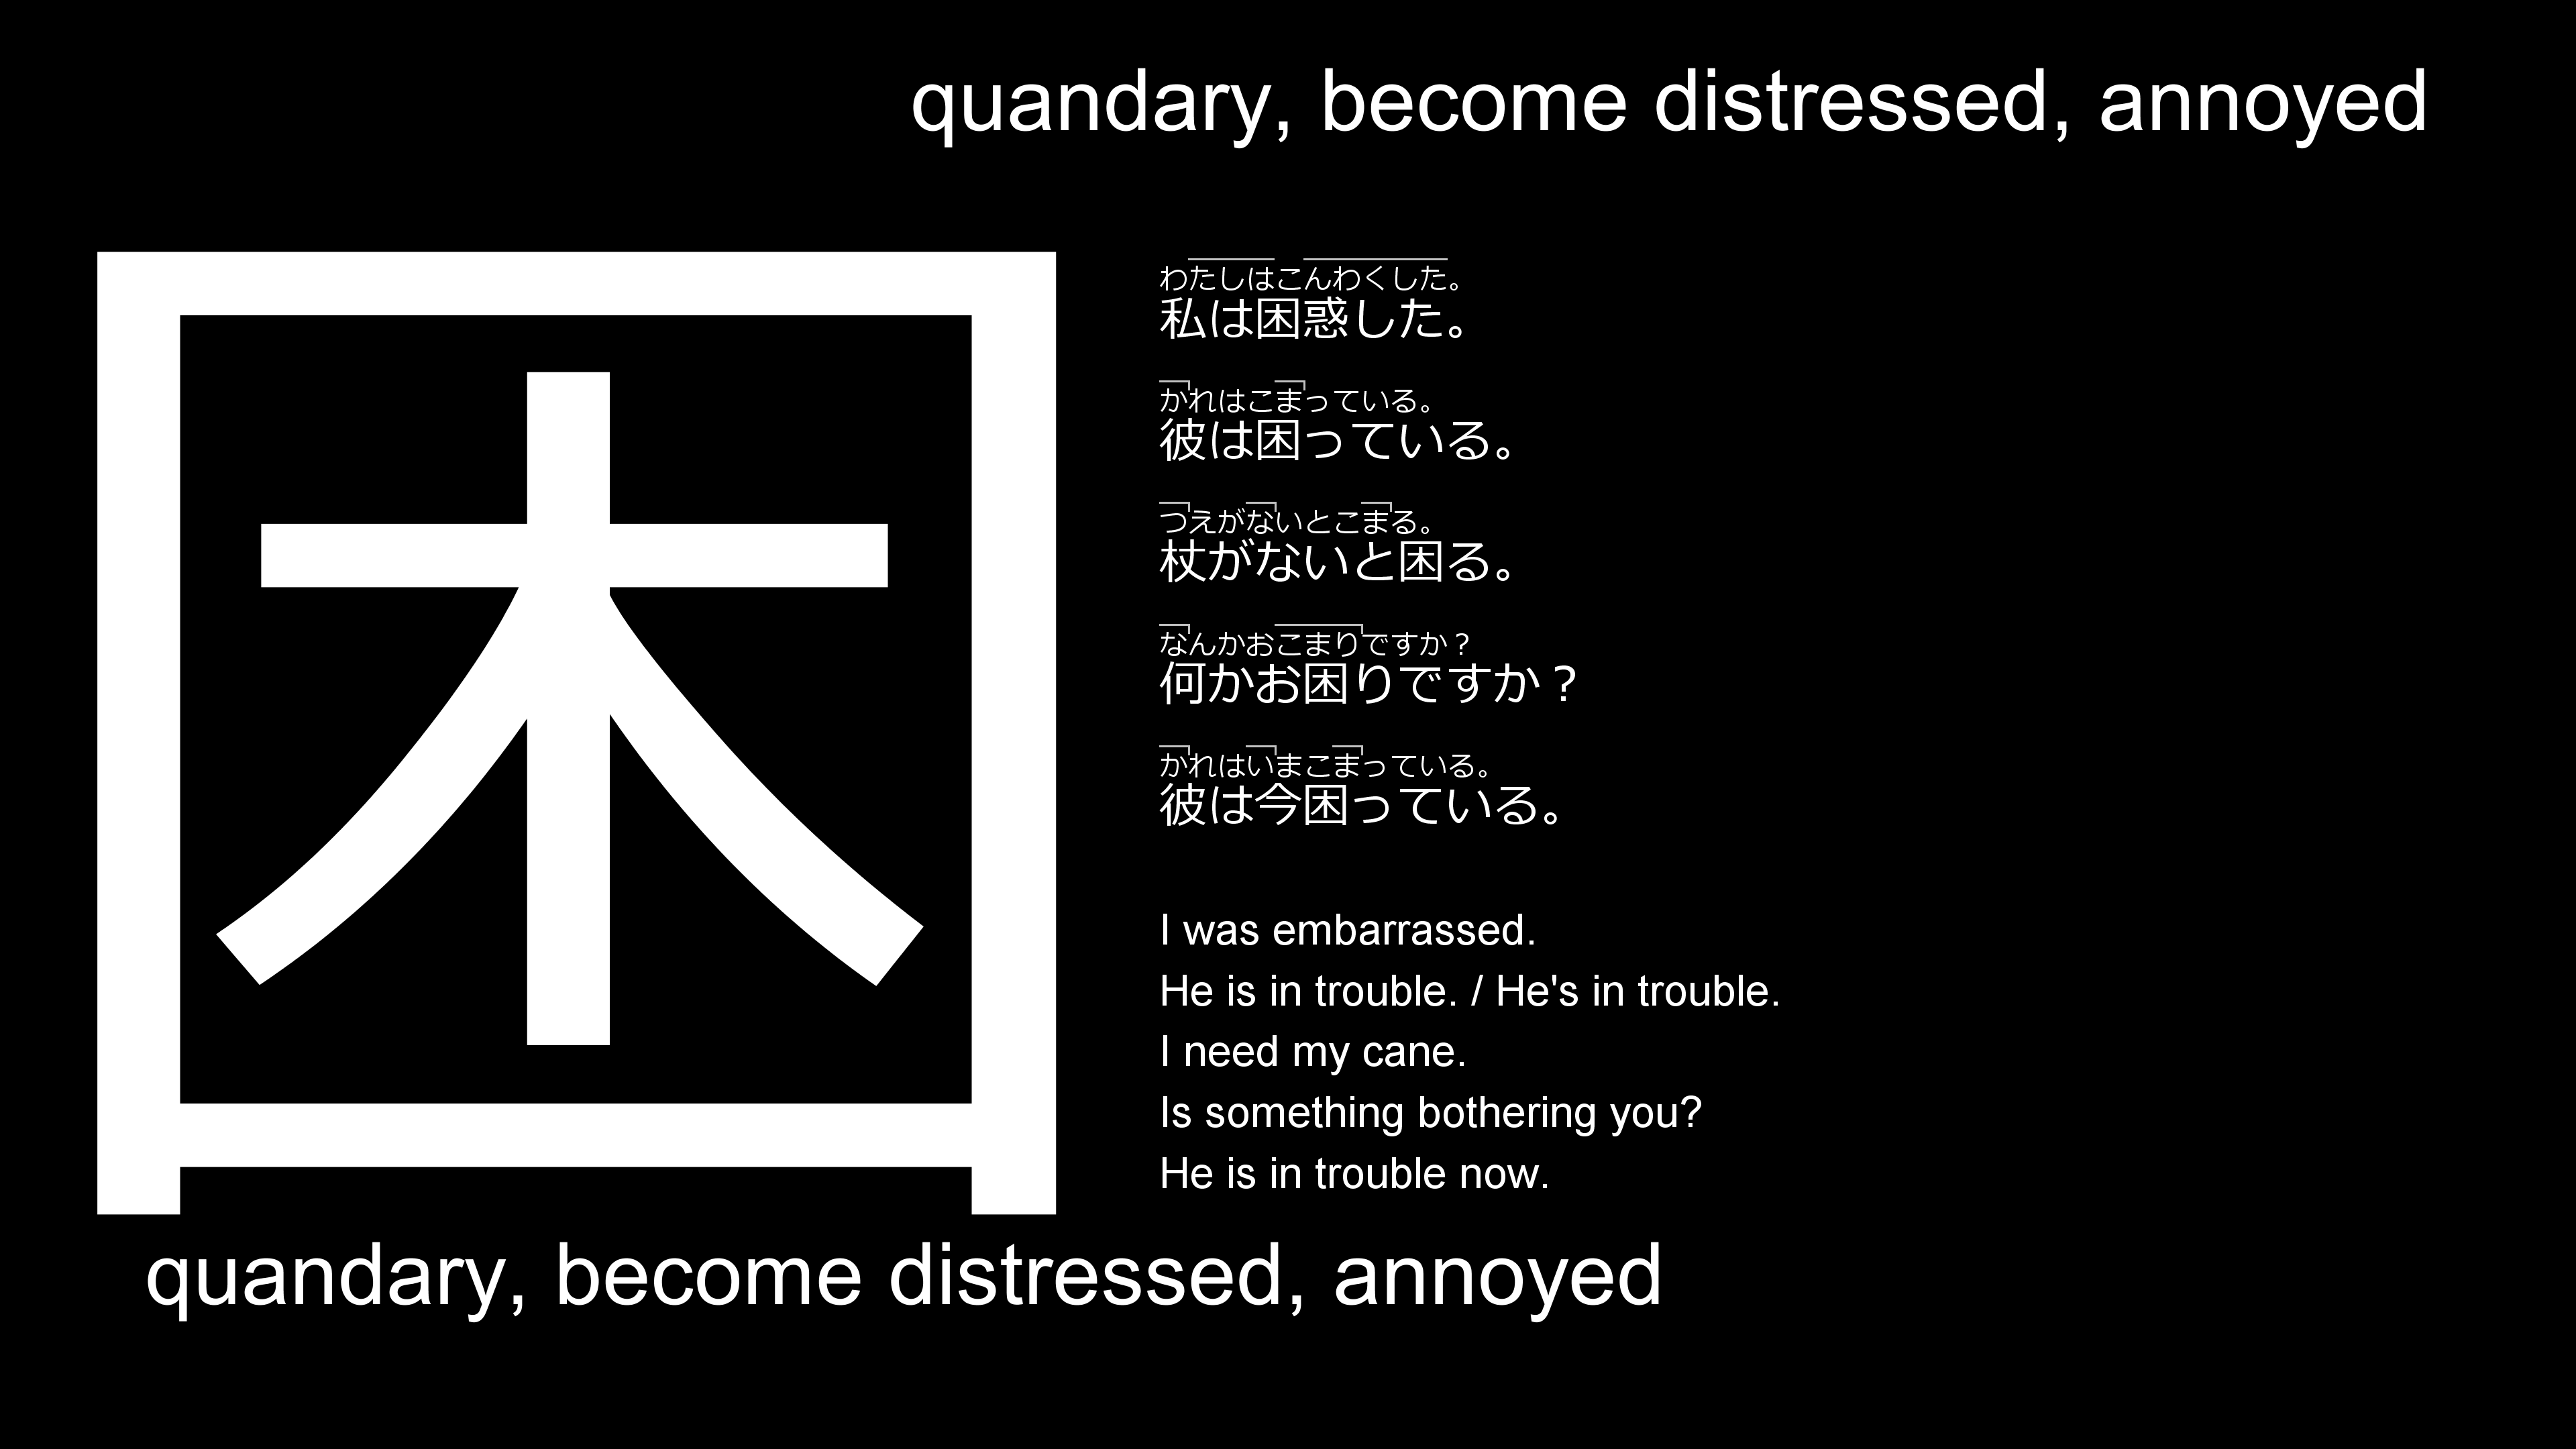 quandary, become distressed, annoyed
困
わたしはこんわくした。
私は困惑した。
かれはこまっている。
彼は困っている。
つえがないとこまる。
杖がないと困る。
なんかおこまりですか？
何かお困りですか？
かれはいまこまっている。
彼は今困っている。
I was embarrassed.
He is in trouble. / He's in trouble.
I need my cane.
Is something bothering you?
He is in trouble now.
quandary, become distressed, annoyed